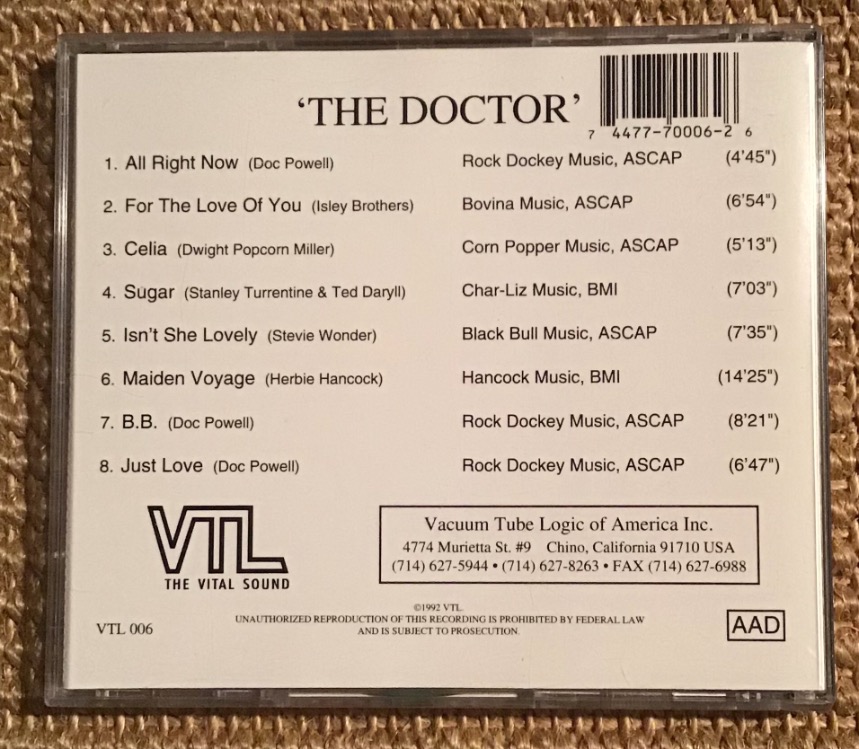 ‘THE DOCTOR’
7 4477-70006-2 6
1. All Right Now (Doc Powell) Rock Dockey Music, ASCAP (4'45")
2. For The Love Of You (Isley Brothers) Bovina Music, ASCAP (6'54")
3. Celia (Dwight Popcorn Miller) Corn Popper Music, ASCAP (5'13")
4. Sugar (Stanley Turrentine & Ted Daryll) Char-Liz Music, BMI (7'03")
5. Isn't She Lovely (Stevie Wonder) Black Bull Music, ASCAP (7'35")
6. Maiden Voyage (Herbie Hancock) Hancock Music, BMI (14'25")
7. B.B. (Doc Powell) Rock Dockey Music, ASCAP (8'21")
8. Just Love (Doc Powell) Rock Dockey Music, ASCAP (6'47")
VTL
THE VITAL SOUND
Vacuum Tube Logic of America Inc.
4774 Murietta St. #9 Chino, California 91710 USA
(714) 627-5944 • (714) 627-8263 • FAX (714) 627-6988
©1992 VTL.
UNAUTHORIZED REPRODUCTION OF THIS RECORDING IS PROHIBITED BY FEDERAL LAW
AND IS SUBJECT TO PROSECUTION.
VTL 006
AAD